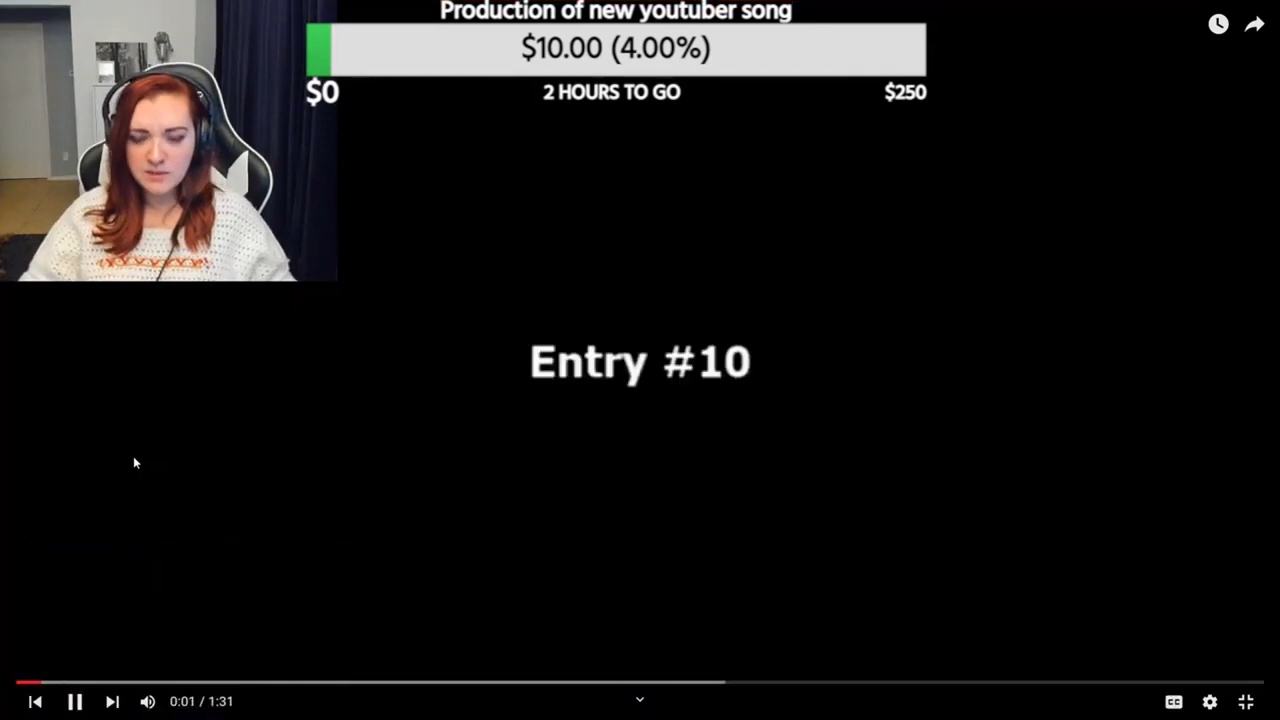 Production of new youtuber song
$10.00 (4.00%)
$0
2 HOURS TO GO
$250
Entry #10
0:01 / 1:31
CC